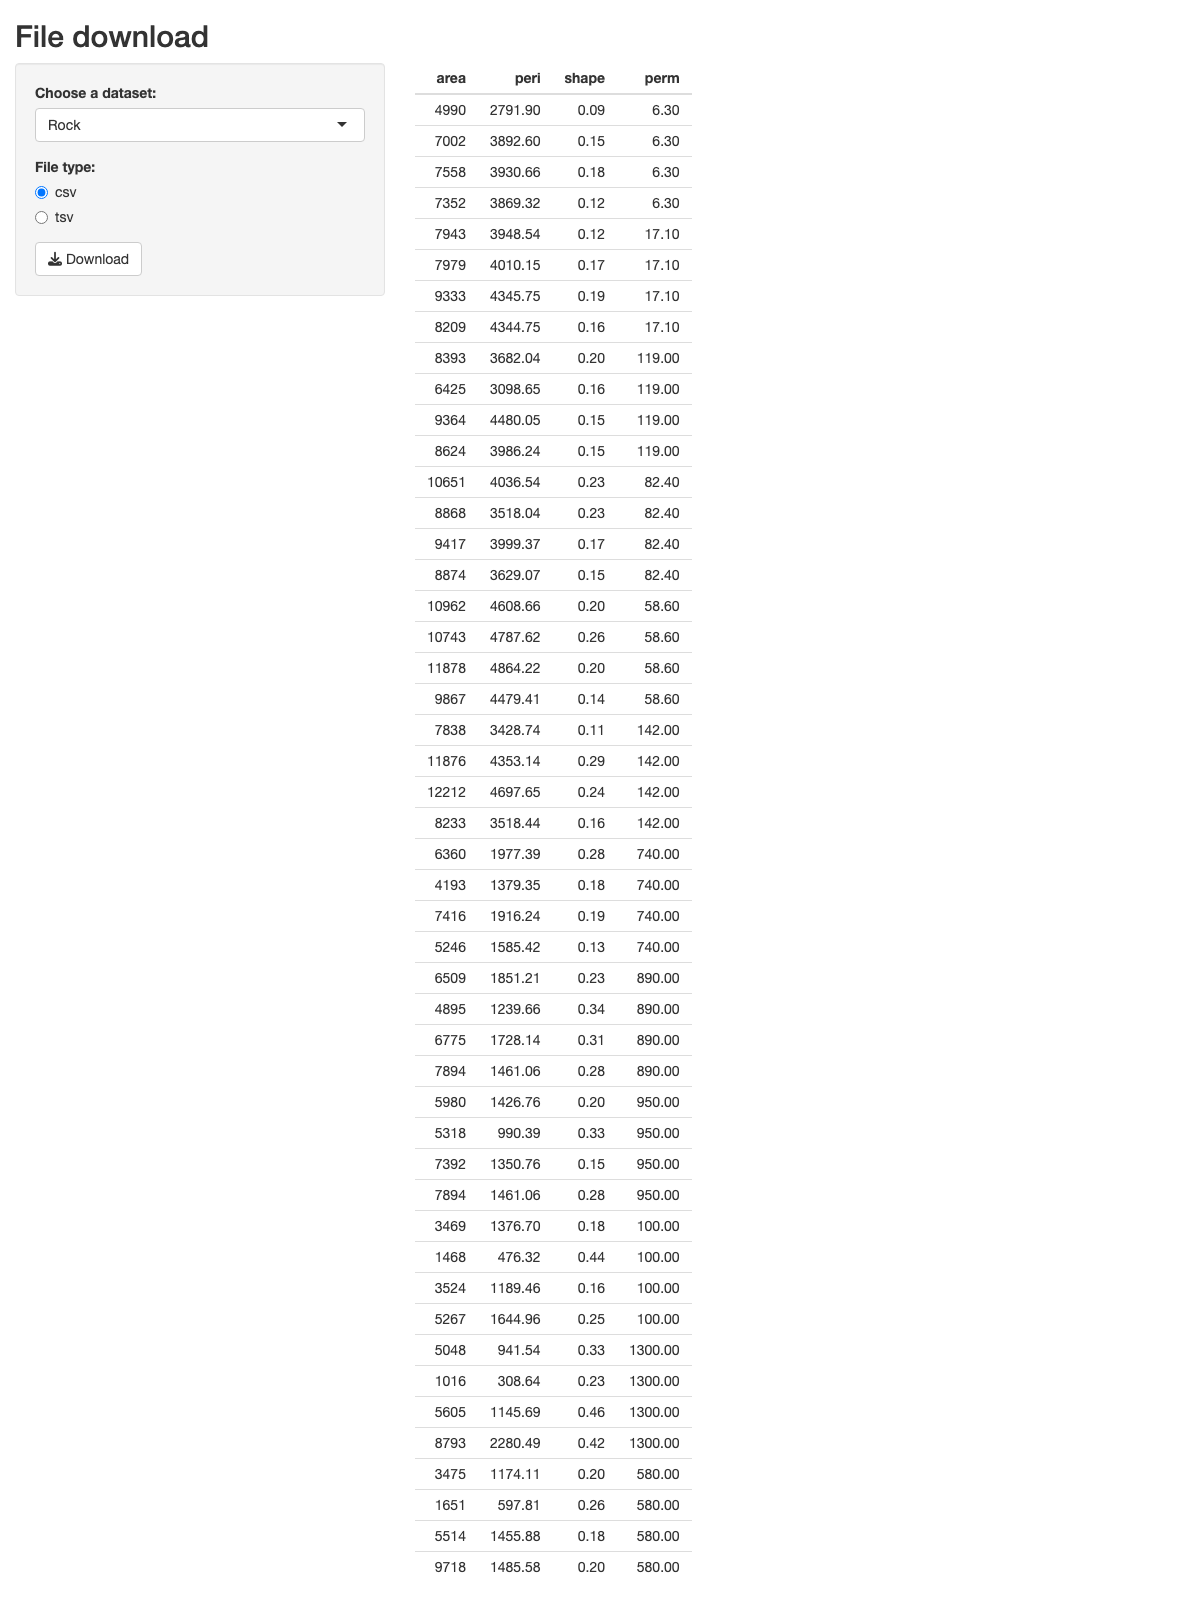 File download
Choose a dataset:
Rock
File type:
csv
tsv
Download
area peri shape perm
4990 2791.90 0.09 6.30
7002 3892.60 0.15 6.30
7558 3930.66 0.18 6.30
7352 3869.32 0.12 6.30
7943 3948.54 0.12 17.10
7979 4010.15 0.17 17.10
9333 4345.75 0.19 17.10
8209 4344.75 0.16 17.10
8393 3682.04 0.20 119.00
6425 3098.65 0.16 119.00
9364 4480.05 0.15 119.00
8624 3986.24 0.15 119.00
10651 4036.54 0.23 82.40
8868 3518.04 0.23 82.40
9417 3999.37 0.17 82.40
8874 3629.07 0.15 82.40
10962 4608.66 0.20 58.60
10743 4787.62 0.26 58.60
11878 4864.22 0.20 58.60
9867 4479.41 0.14 58.60
7838 3428.74 0.11 142.00
11876 4353.14 0.29 142.00
12212 4697.65 0.24 142.00
8233 3518.44 0.16 142.00
6360 1977.39 0.28 740.00
4193 1379.35 0.18 740.00
7416 1916.24 0.19 740.00
5246 1585.42 0.13 740.00
6509 1851.21 0.23 890.00
4895 1239.66 0.34 890.00
6775 1728.14 0.31 890.00
7894 1461.06 0.28 890.00
5980 1426.76 0.20 950.00
5318 990.39 0.33 950.00
7392 1350.76 0.15 950.00
7894 1461.06 0.28 950.00
3469 1376.70 0.18 100.00
1468 476.32 0.44 100.00
3524 1189.46 0.16 100.00
5267 1644.96 0.25 100.00
5048 941.54 0.33 1300.00
1016 308.64 0.23 1300.00
5605 1145.69 0.46 1300.00
8793 2280.49 0.42 1300.00
3475 1174.11 0.20 580.00
1651 597.81 0.26 580.00
5514 1455.88 0.18 580.00
9718 1485.58 0.20 580.00